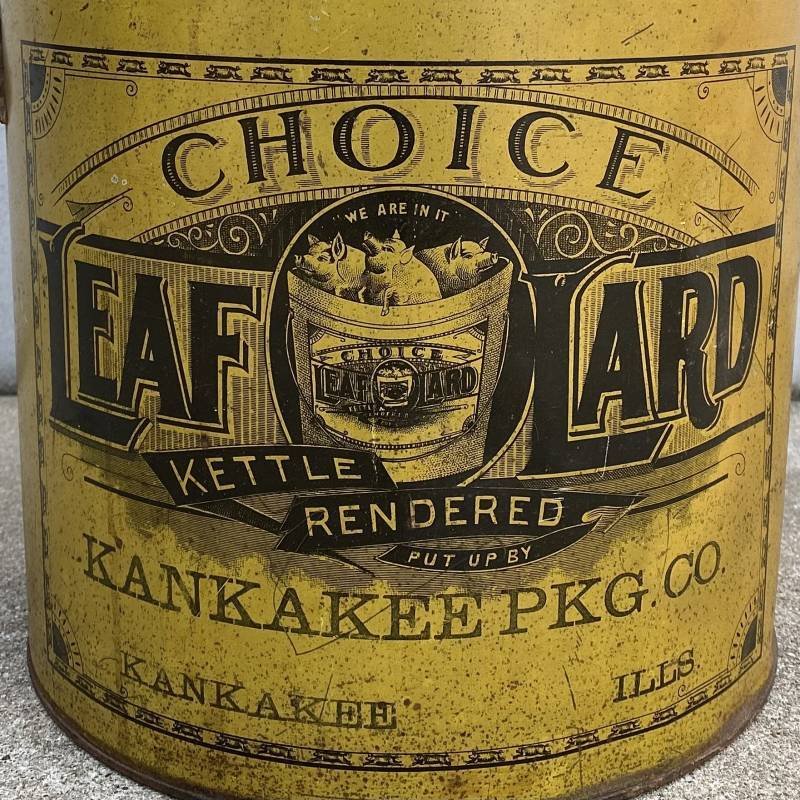 CHOICE
"WE ARE IN IT"
LEAF LARD
CHOICE
LEAF LARD
KETTLE
RENDERED
PUT UP BY
KANKAKEE PKG. CO.
KANKAKEE ILLS.